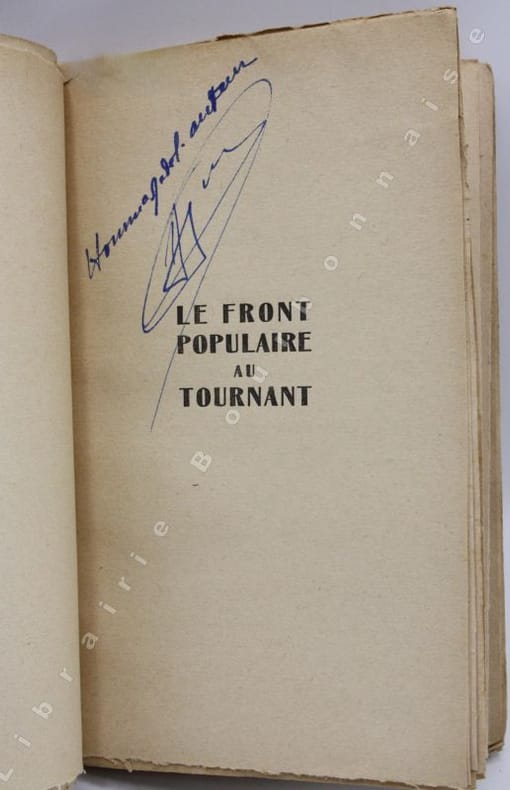 Hommage de l'auteur
LE FRONT
POPULAIRE
AU
TOURNANT
Librairie Bourbonnaise